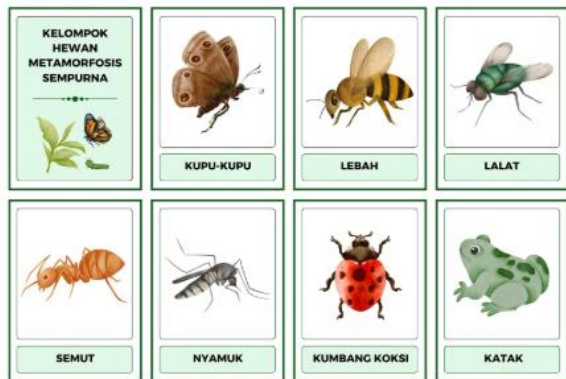 KELOMPOK
HEWAN
METAMORFOSIS
SEMPURNA
KUPU-KUPU
LEBAH
LALAT
SEMUT
NYAMUK
KUMBANG KOKSI
KATAK